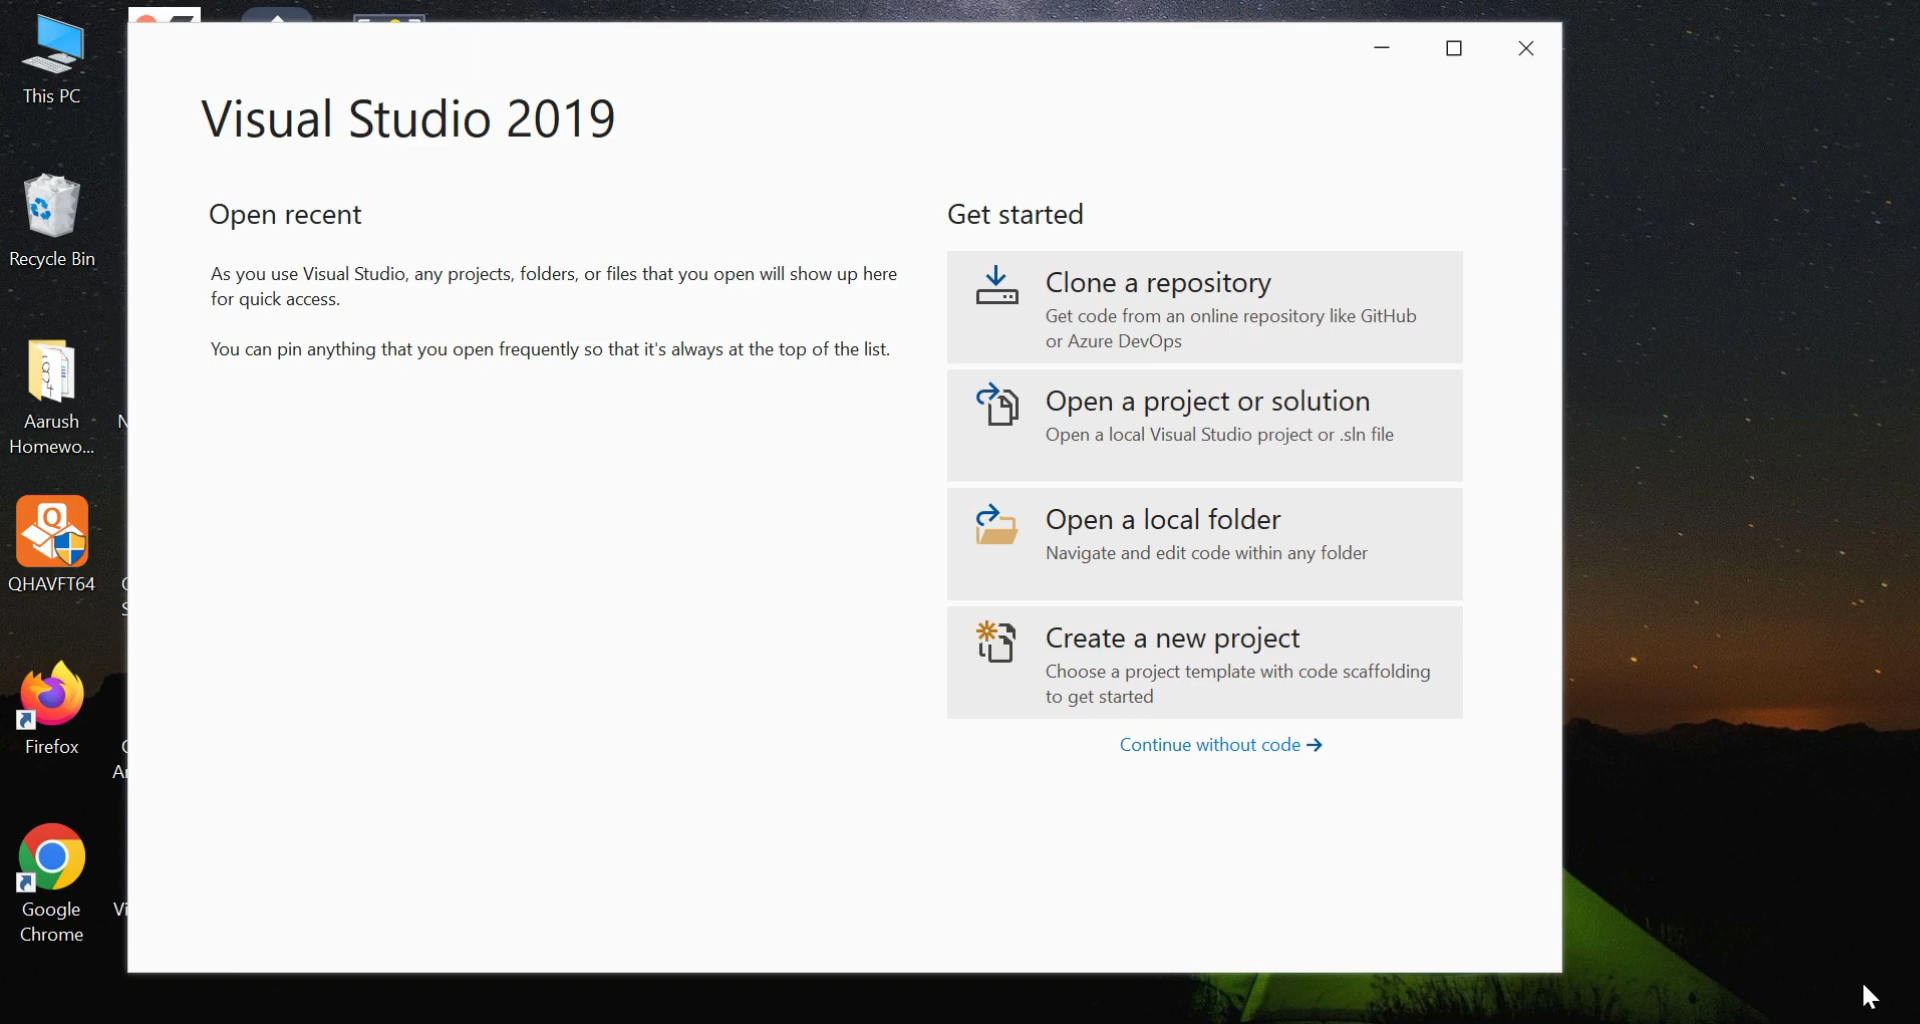 This PC
Recycle Bin
Aarush
Homewo...
QHAVFT64
Firefox
Google
Chrome
Visual Studio 2019
Open recent
As you use Visual Studio, any projects, folders, or files that you open will show up here
for quick access.
You can pin anything that you open frequently so that it's always at the top of the list.
Get started
Clone a repository
Get code from an online repository like GitHub
or Azure DevOps
Open a project or solution
Open a local Visual Studio project or .sln file
Open a local folder
Navigate and edit code within any folder
Create a new project
Choose a project template with code scaffolding
to get started
Continue without code →